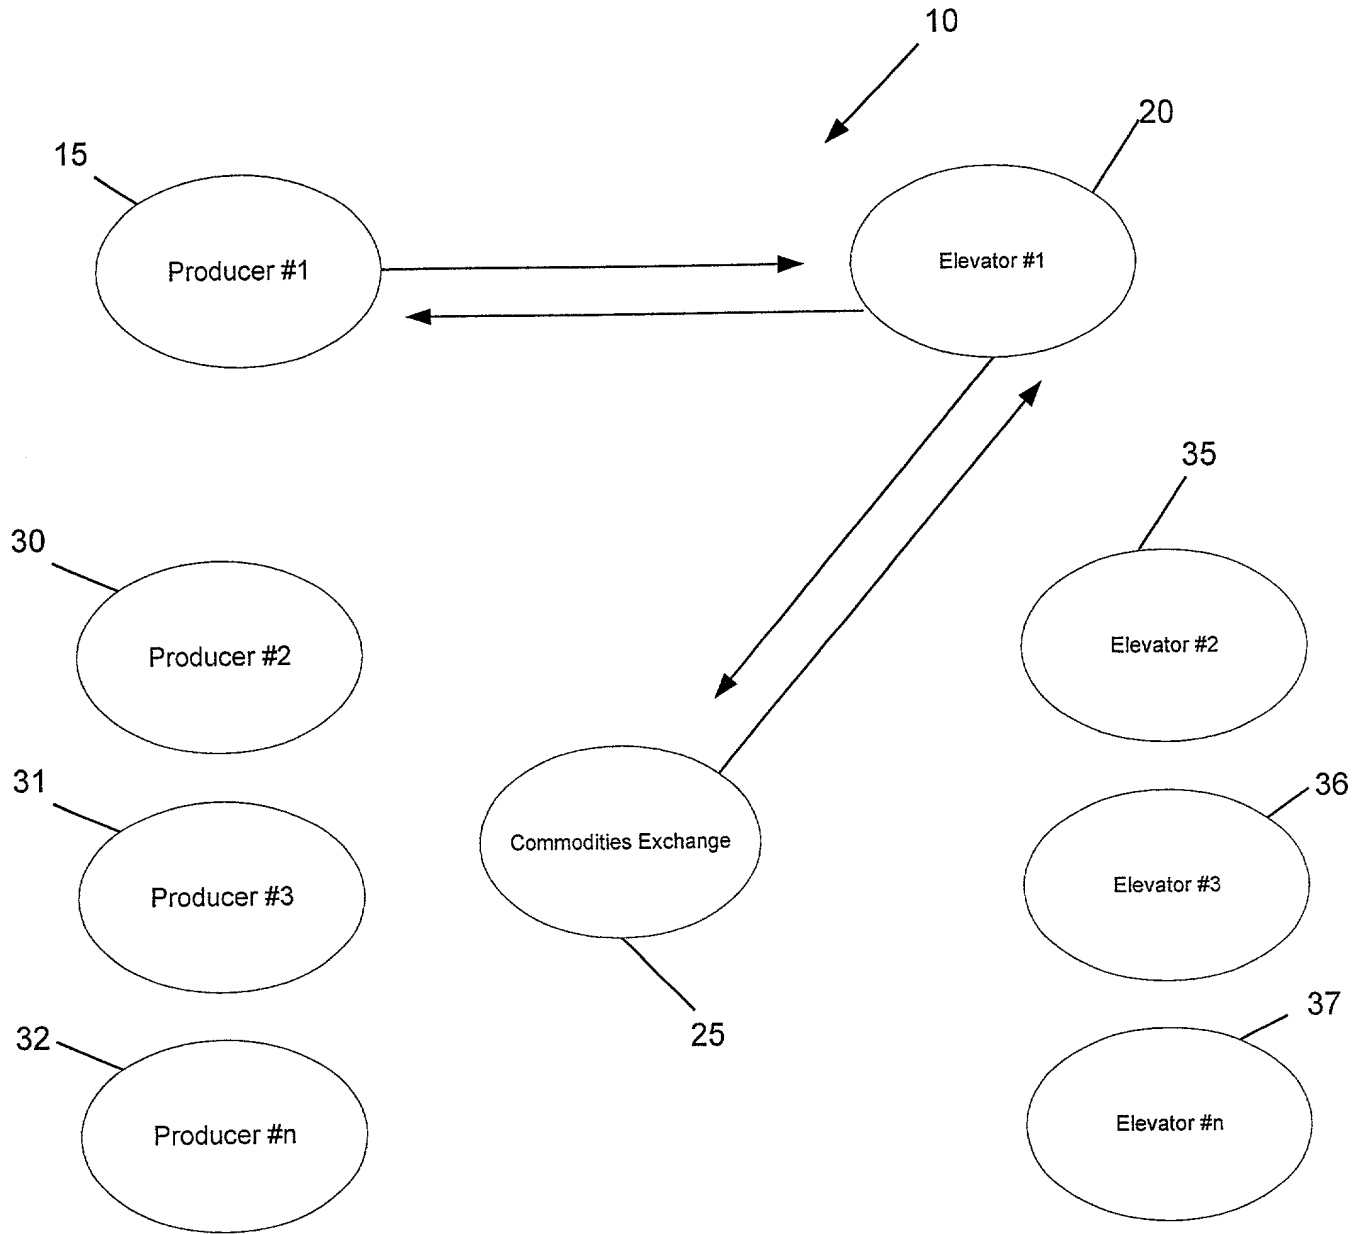 10
20
15
Producer #1
Elevator #1
35
30
Producer #2
Elevator #2
31
36
Commodities Exchange
Producer #3
Elevator #3
37
25
32
Producer #n
Elevator #n